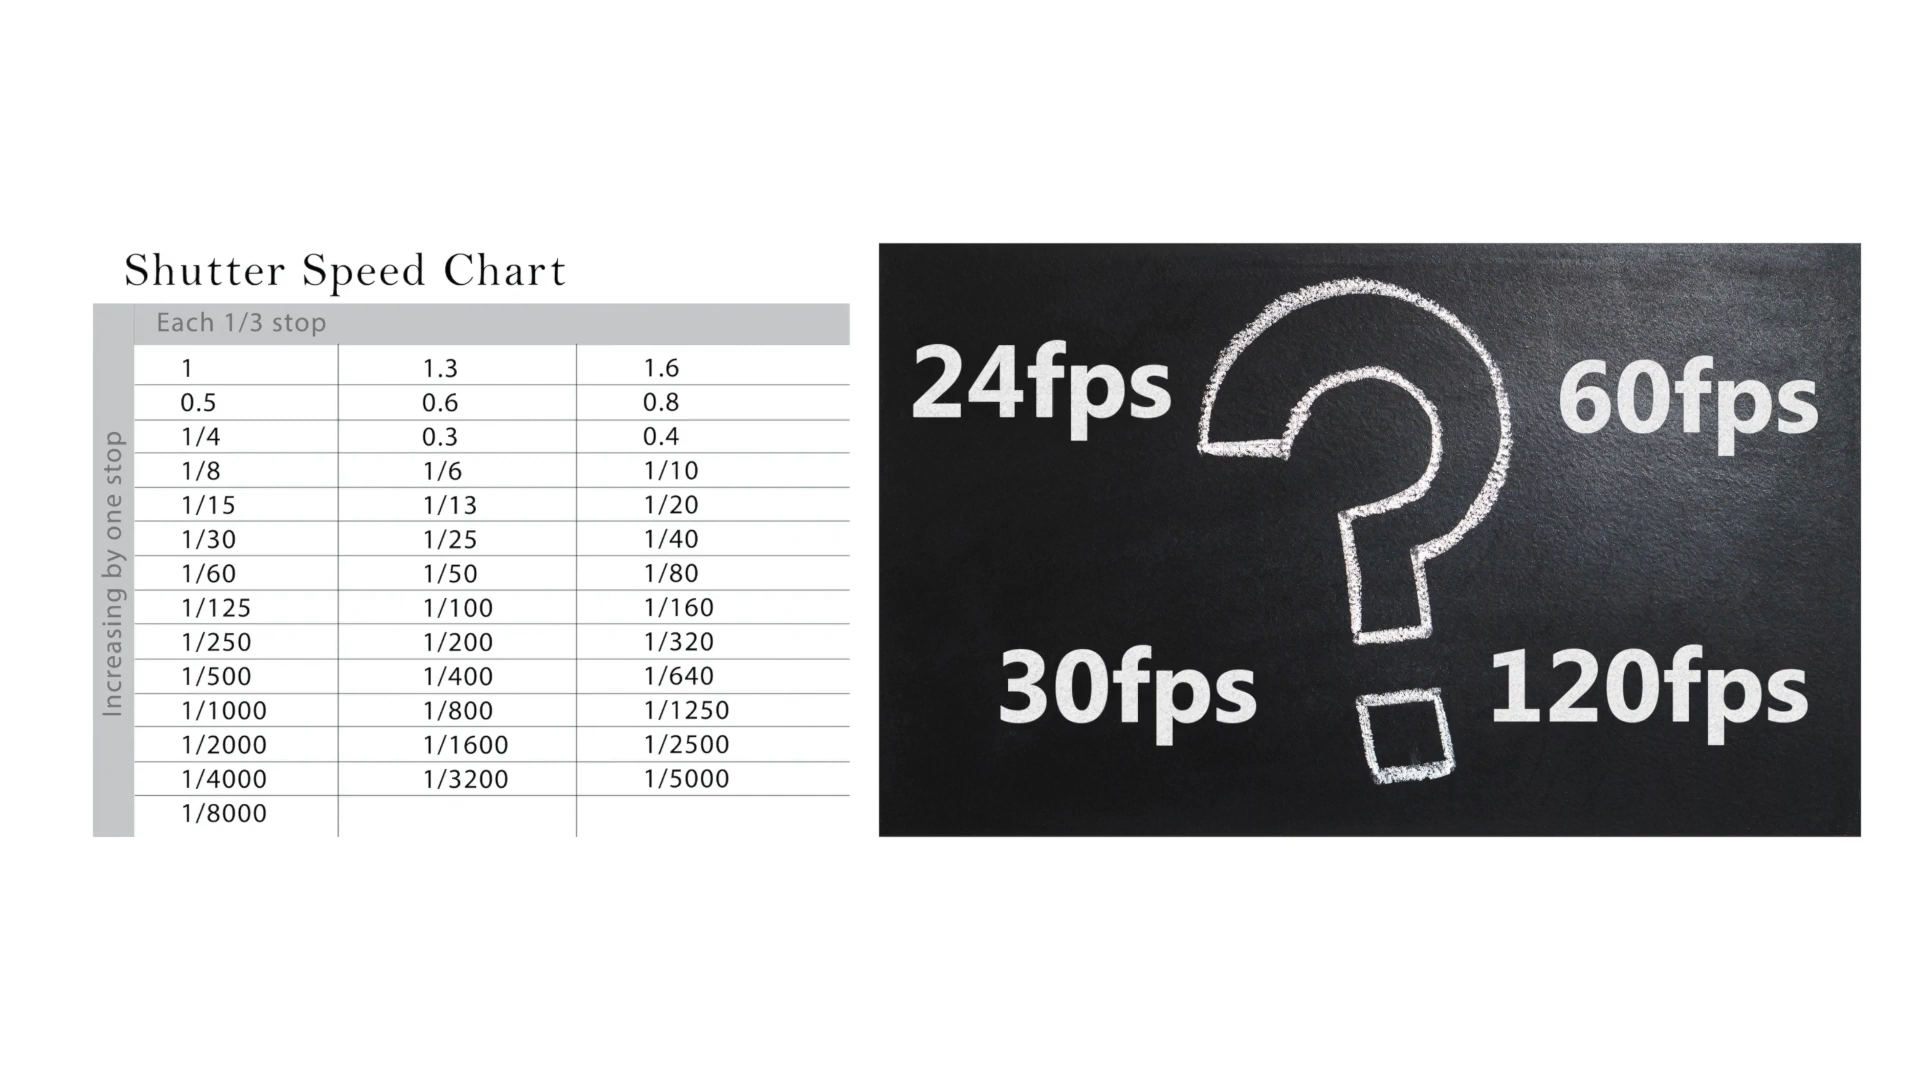 Shutter Speed Chart
Each 1/3 stop
Increasing by one stop
1 1.3 1.6
0.5 0.6 0.8
1/4 0.3 0.4
1/8 1/6 1/10
1/15 1/13 1/20
1/30 1/25 1/40
1/60 1/50 1/80
1/125 1/100 1/160
1/250 1/200 1/320
1/500 1/400 1/640
1/1000 1/800 1/1250
1/2000 1/1600 1/2500
1/4000 1/3200 1/5000
1/8000
24fps
60fps
?
30fps
120fps